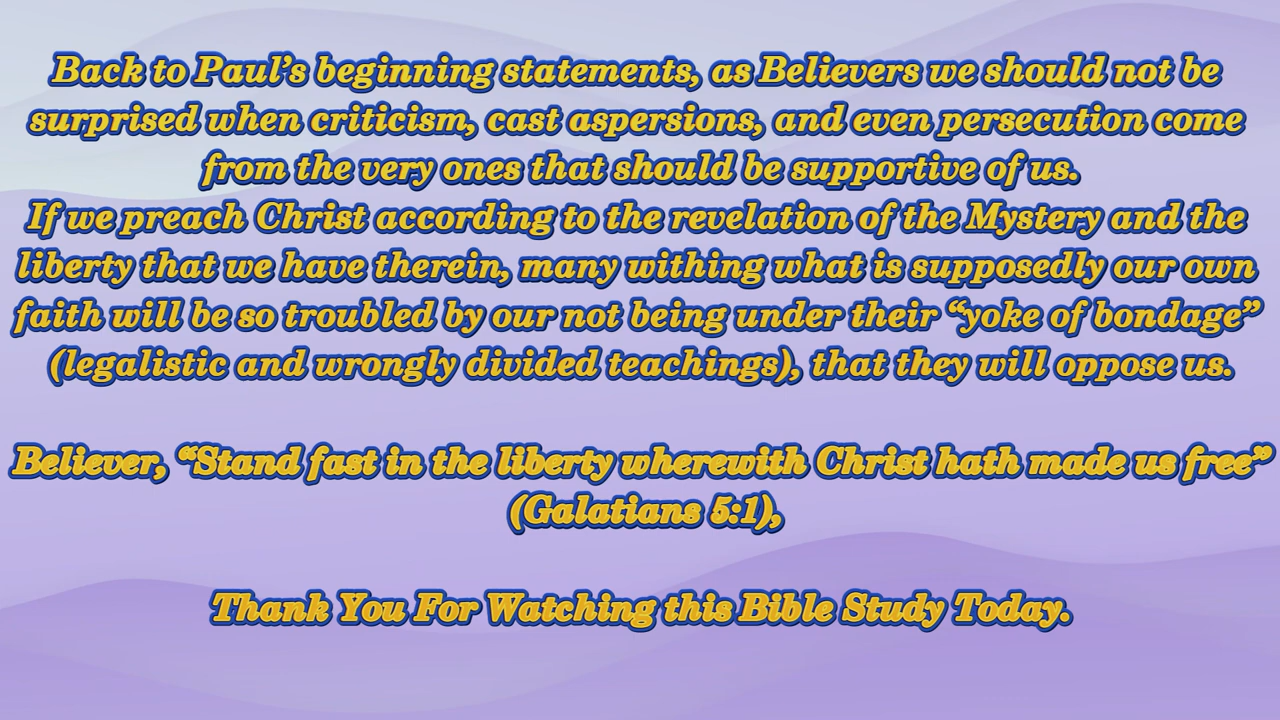 Back to Paul’s beginning statements, as Believers we should not be
surprised when criticism, cast aspersions, and even persecution come
from the very ones that should be supportive of us.
If we preach Christ according to the revelation of the Mystery and the
liberty that we have therein, many withing what is supposedly our own
faith will be so troubled by our not being under their “yoke of bondage”
(legalistic and wrongly divided teachings), that they will oppose us.
Believer, “Stand fast in the liberty wherewith Christ hath made us free”
(Galatians 5:1),
Thank You For Watching this Bible Study Today.